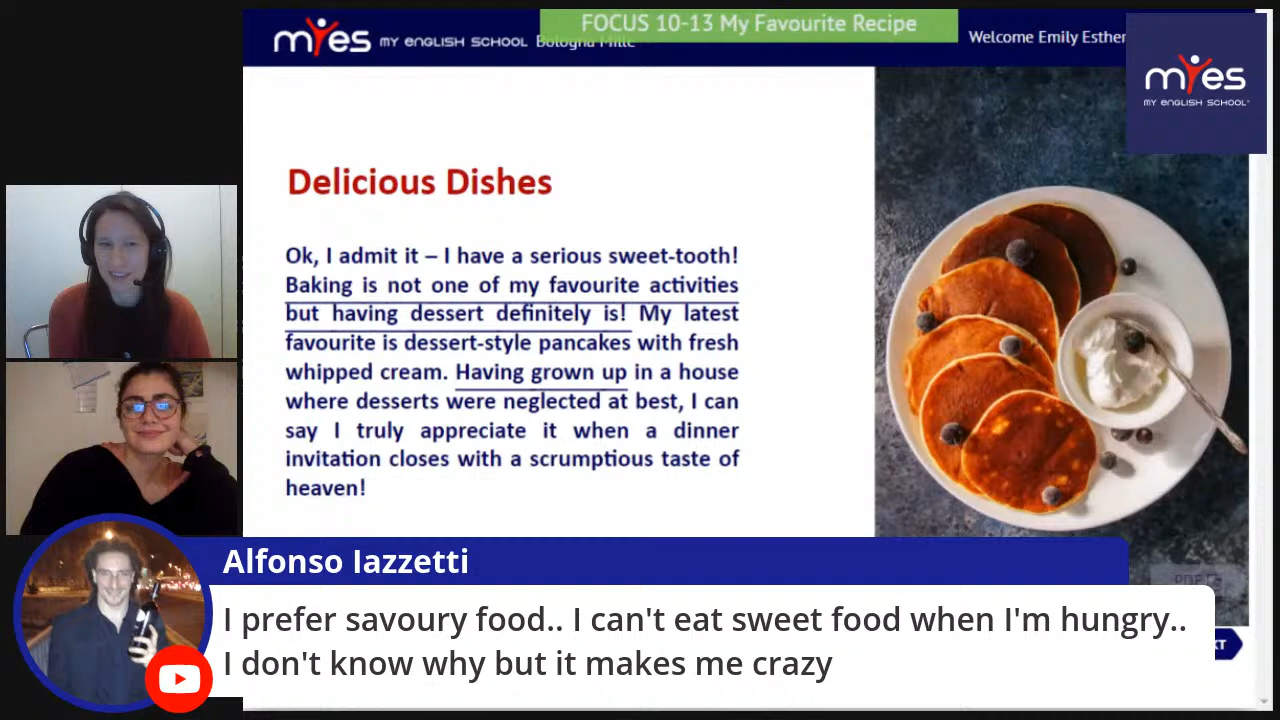 FOCUS 10-13 My Favourite Recipe
myes MY ENGLISH SCHOOL Bologna Mille
Welcome Emily Esther
myes
MY ENGLISH SCHOOL
Delicious Dishes
Ok, I admit it – I have a serious sweet-tooth!
Baking is not one of my favourite activities
but having dessert definitely is! My latest
favourite is dessert-style pancakes with fresh
whipped cream. Having grown up in a house
where desserts were neglected at best, I can
say I truly appreciate it when a dinner
invitation closes with a scrumptious taste of
heaven!
PDF
Alfonso Iazzetti
I prefer savoury food.. I can't eat sweet food when I'm hungry..
I don't know why but it makes me crazy